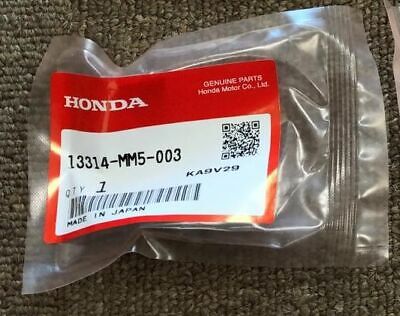 GENUINE PARTS
Honda Motor Co., Ltd.
HONDA
13314-MM5-003
KA9V29
QTY 1
MADE IN JAPAN